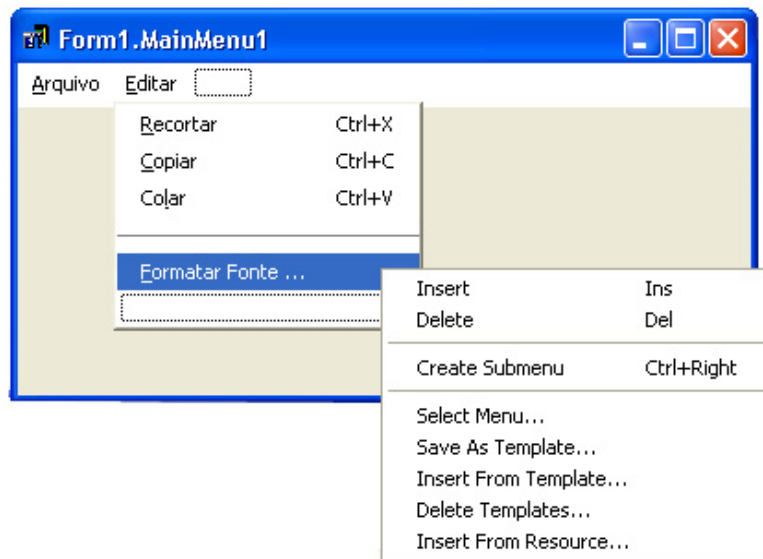 Form1.MainMenu1
Arquivo Editar
Recortar Ctrl+X
Copiar Ctrl+C
Colar Ctrl+V
Formatar Fonte ...
Insert Ins
Delete Del
Create Submenu Ctrl+Right
Select Menu...
Save As Template...
Insert From Template...
Delete Templates...
Insert From Resource...